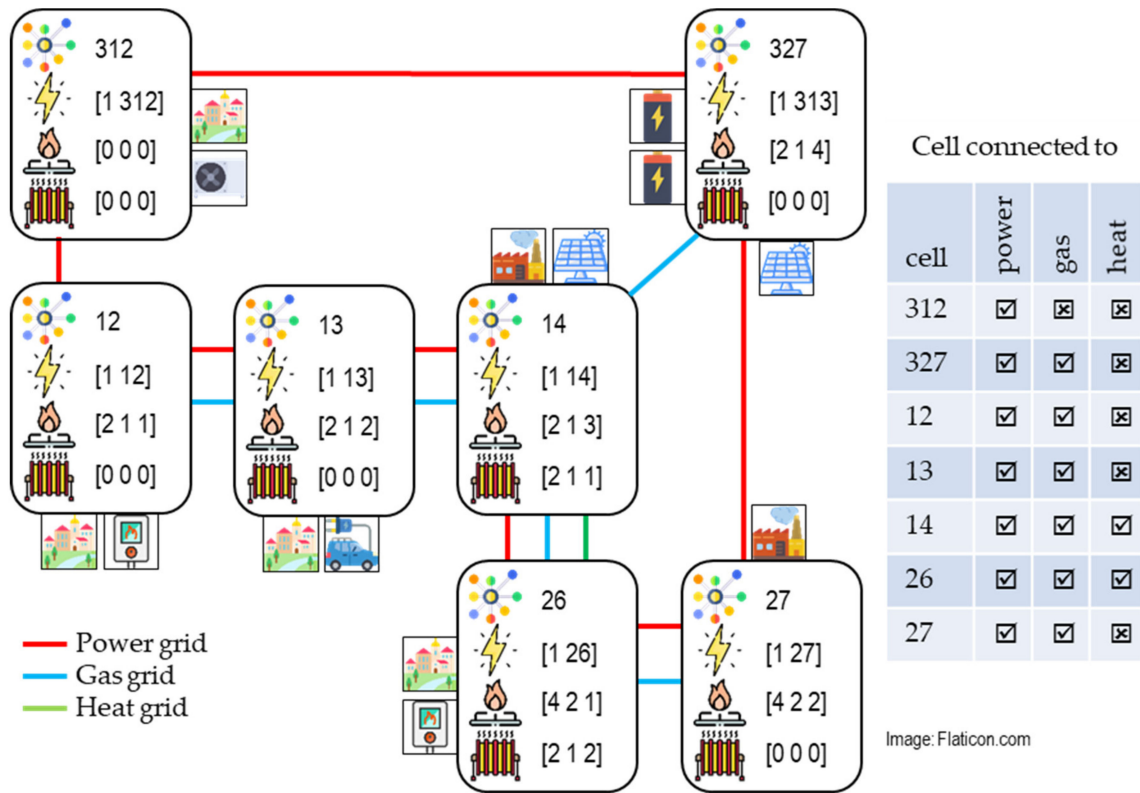 312
[1 312]
[0 0 0]
[0 0 0]
327
[1 313]
[2 1 4]
[0 0 0]
12
[1 12]
[2 1 1]
[0 0 0]
13
[1 13]
[2 1 2]
[0 0 0]
14
[1 14]
[2 1 3]
[2 1 1]
26
[1 26]
[4 2 1]
[2 1 2]
27
[1 27]
[4 2 2]
[0 0 0]
Power grid
Gas grid
Heat grid
Cell connected to
cell power gas heat
312 ☑ ☒ ☒
327 ☑ ☑ ☒
12 ☑ ☑ ☒
13 ☑ ☑ ☒
14 ☑ ☑ ☑
26 ☑ ☑ ☑
27 ☑ ☑ ☒
Image: Flaticon.com